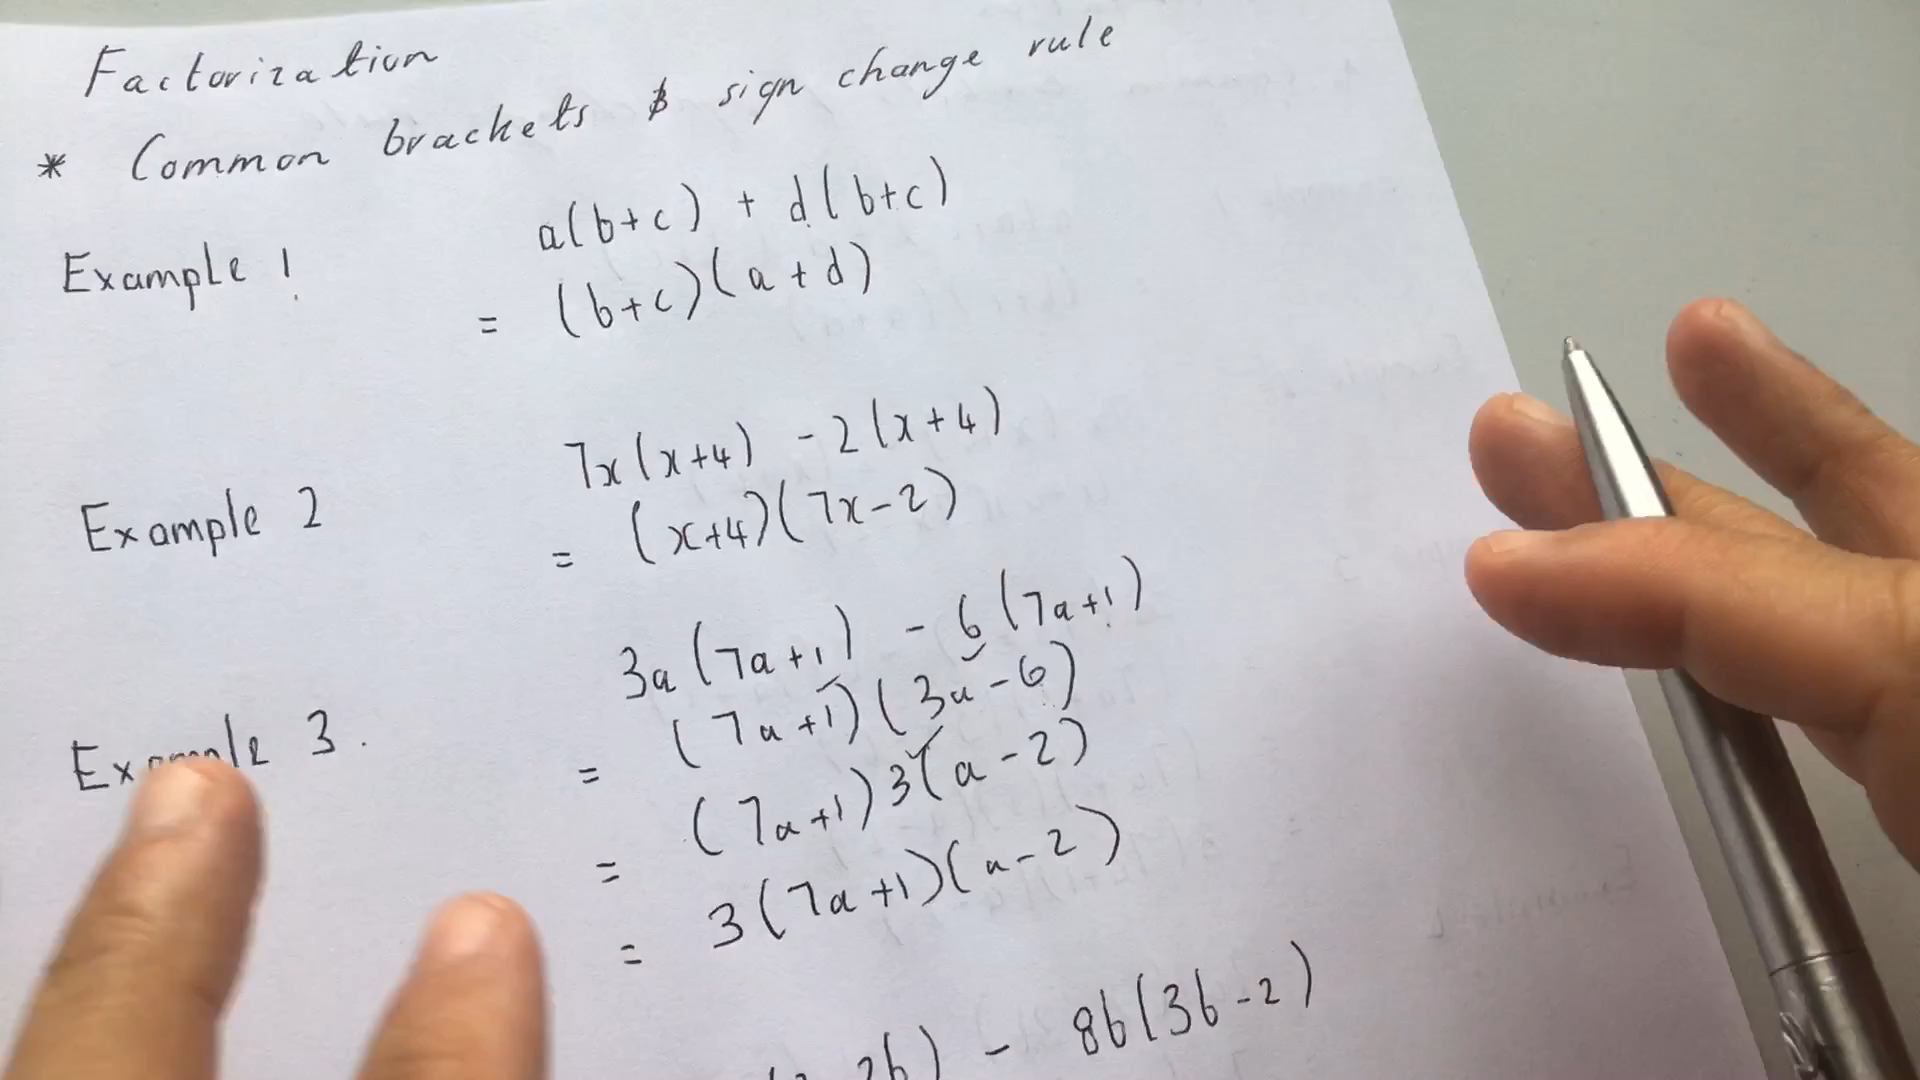 Factorization
* Common brackets & sign change rule
Example 1
a(b+c) + d(b+c)
= (b+c)(a+d)
Example 2
7x(x+4) -2(x+4)
= (x+4)(7x-2)
Example 3.
3a(7a+1) - 6(7a+1)
= (7a+1)(3a-6)
= (7a+1)3(a-2)
= 3(7a+1)(a-2)
2b) - 8b(3b-2)